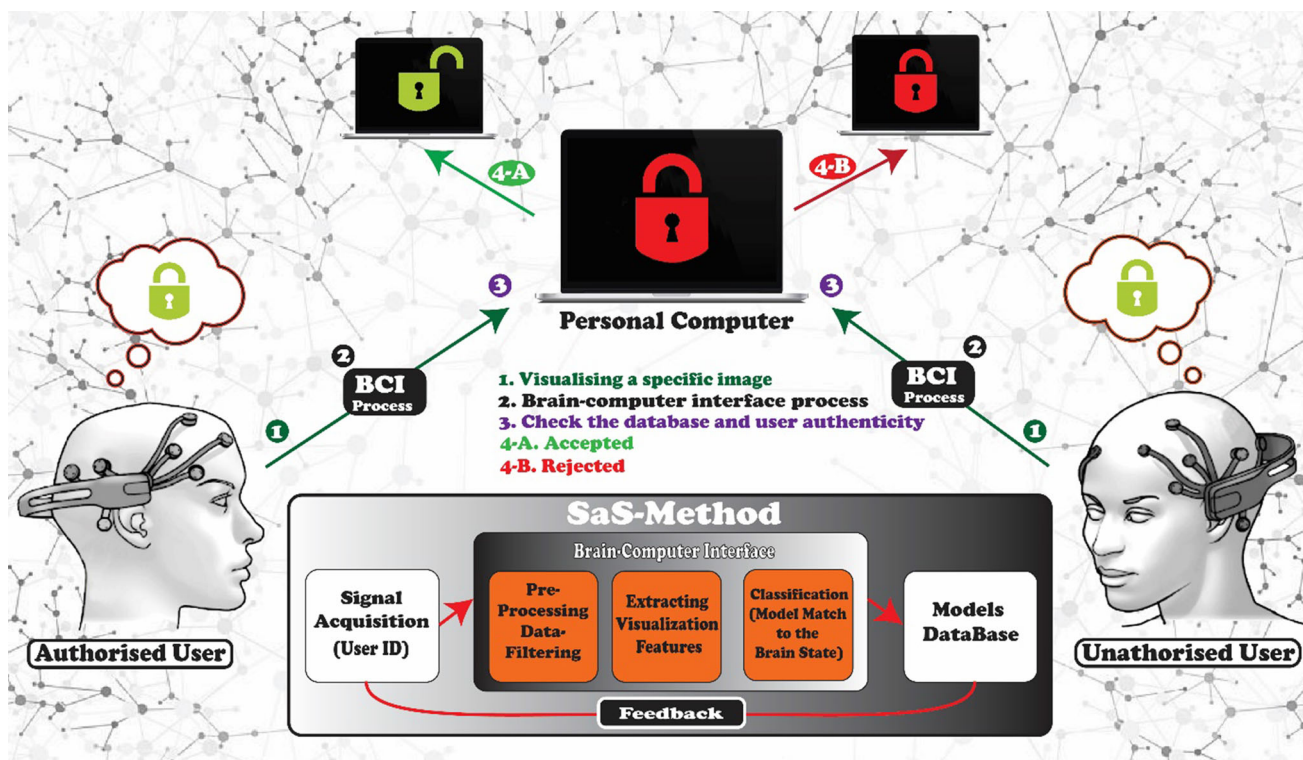 4-A
4-B
3
3
Personal Computer
2
BCI
Process
2
BCI
Process
1. Visualising a specific image
2. Brain-computer interface process
3. Check the database and user authenticity
4-A. Accepted
4-B. Rejected
1
1
SaS-Method
Brain-Computer Interface
Signal
Acquisition
(User ID)
Pre-
Processing
Data-
Filtering
Extracting
Visualization
Features
Classification
(Model Match
to the
Brain State)
Models
DataBase
Feedback
Authorised User
Unathorised User